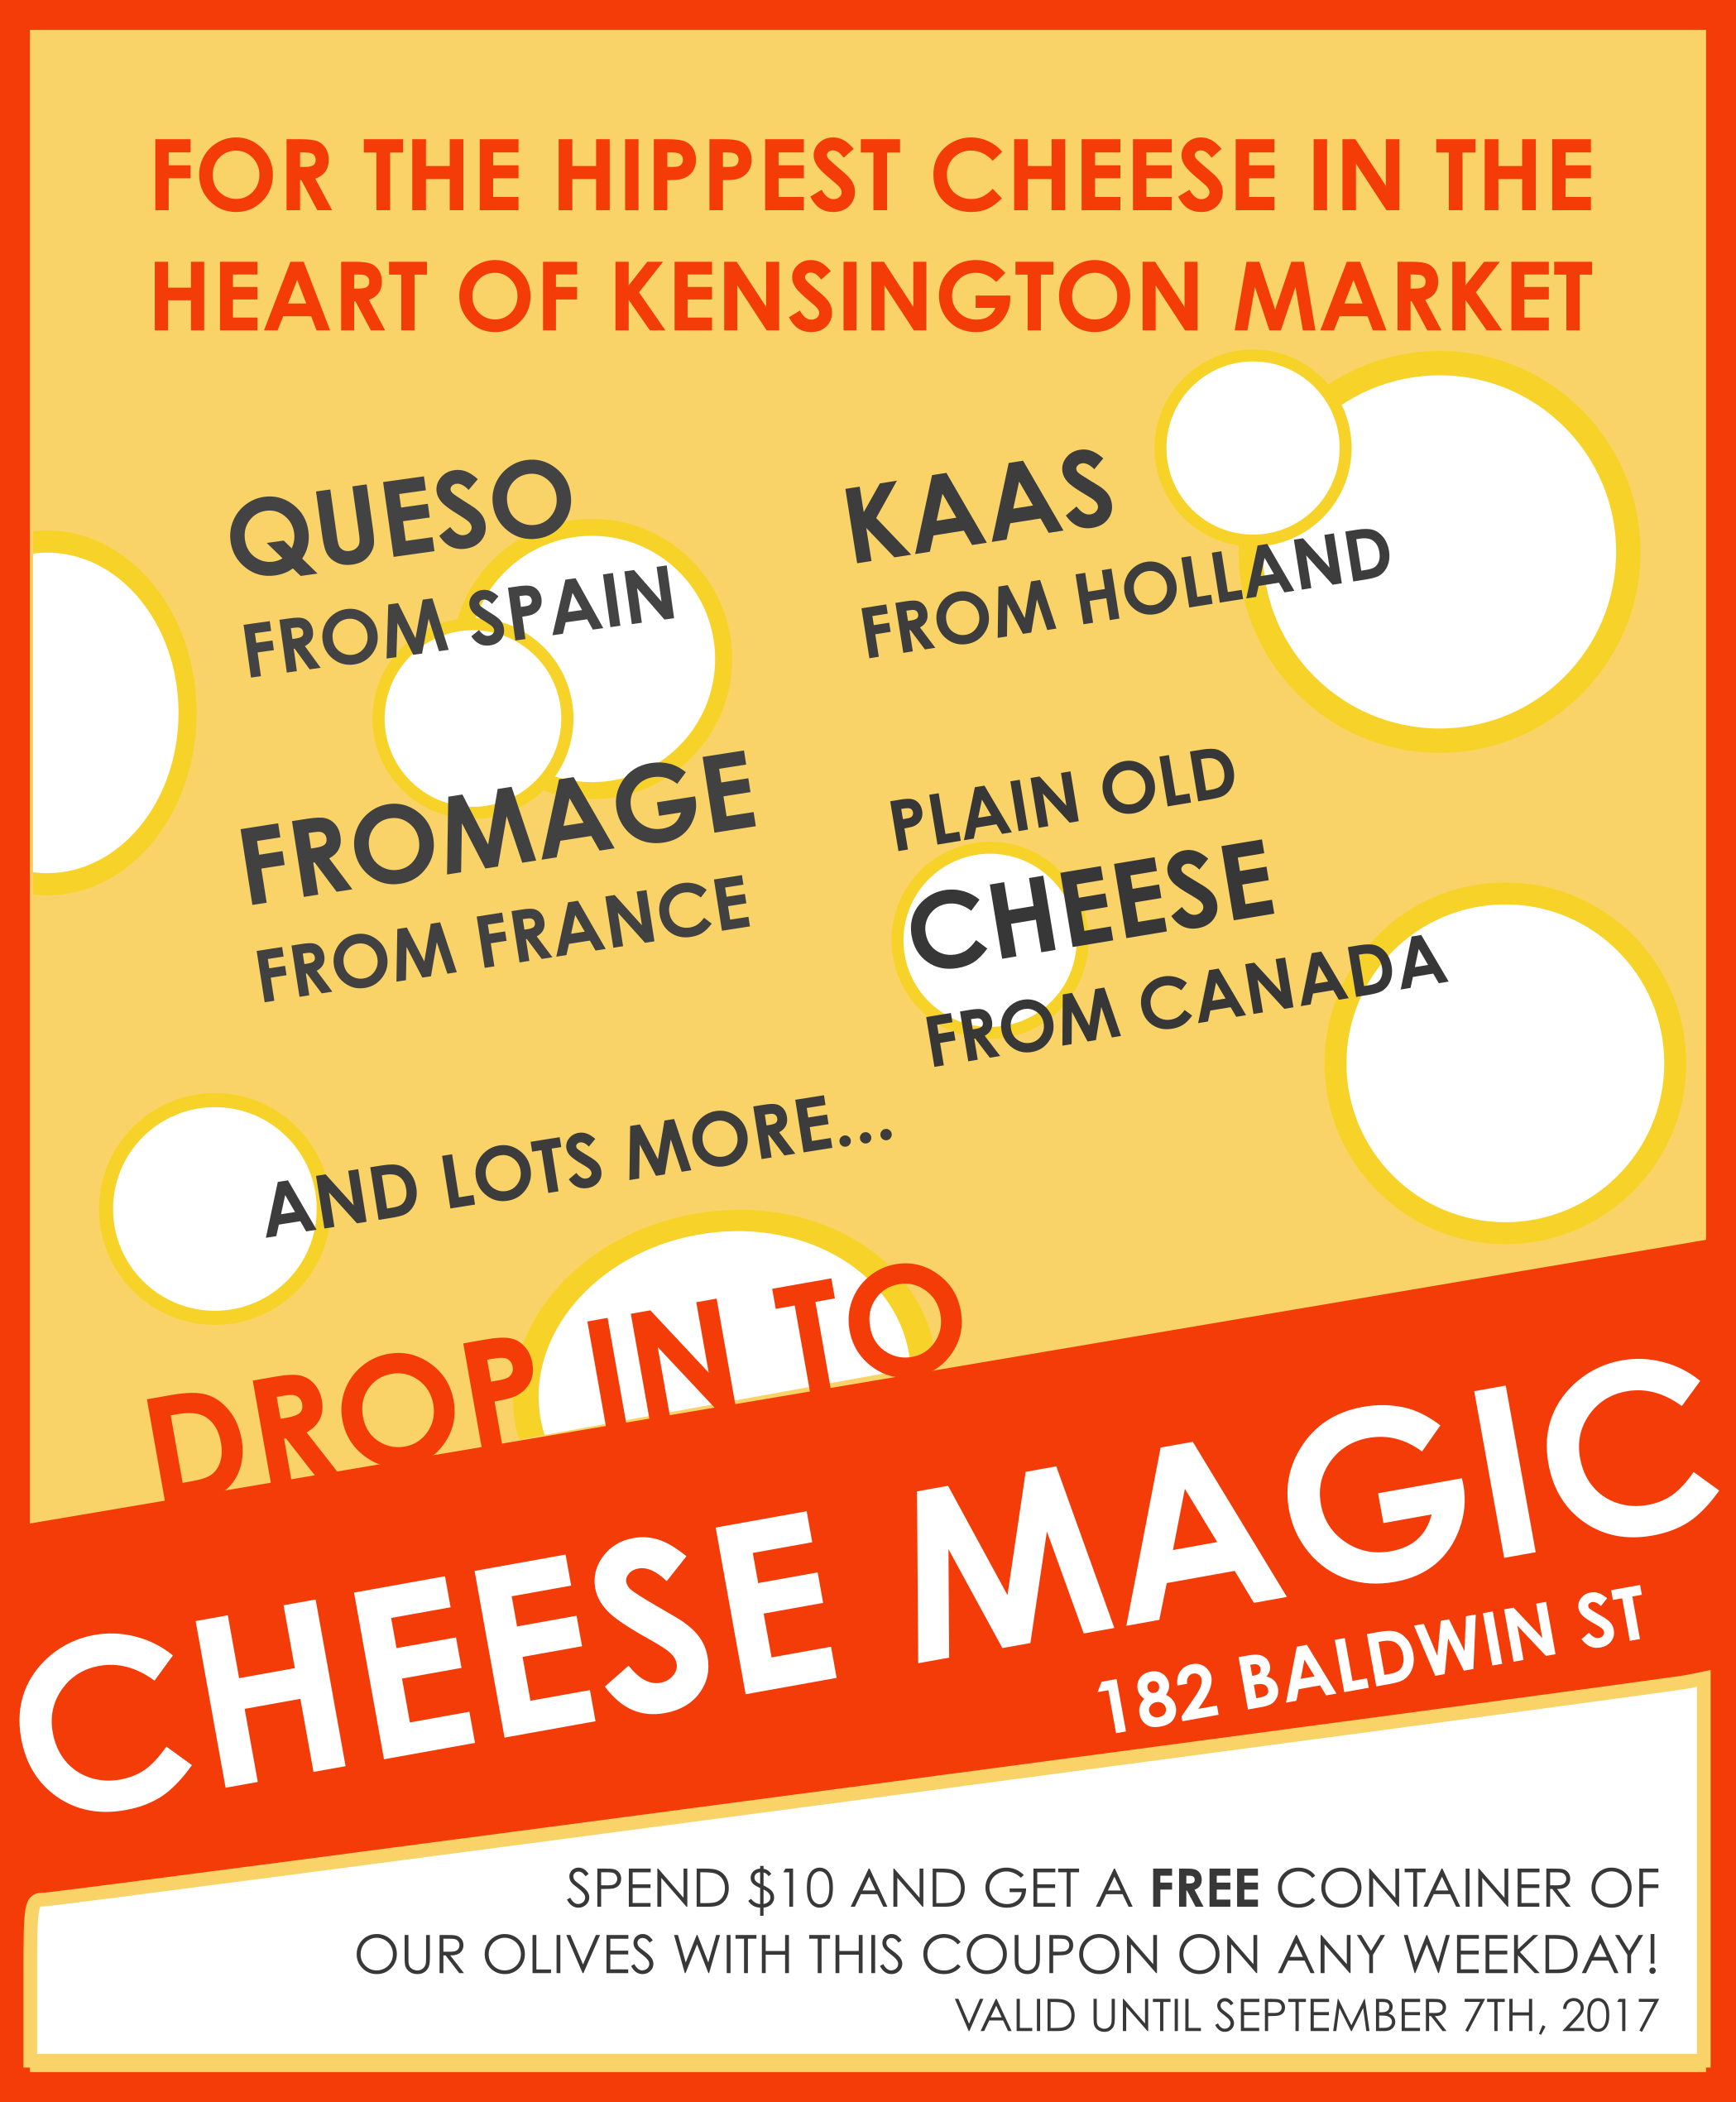 FOR THE HIPPEST CHEESE IN THE
HEART OF KENSINGTON MARKET
QUESO
FROM SPAIN
KAAS
FROM HOLLAND
FROMAGE
FROM FRANCE
PLAIN OLD
CHEESE
FROM CANADA
AND LOTS MORE...
DROP IN TO
CHEESE MAGIC
182 BALDWIN ST
SPEND $10 AND GET A FREE CONTAINER OF
OUR OLIVES WITH THIS COUPON ON ANY WEEKDAY!
VALID UNTIL SEPTEMBER 7TH, 2017